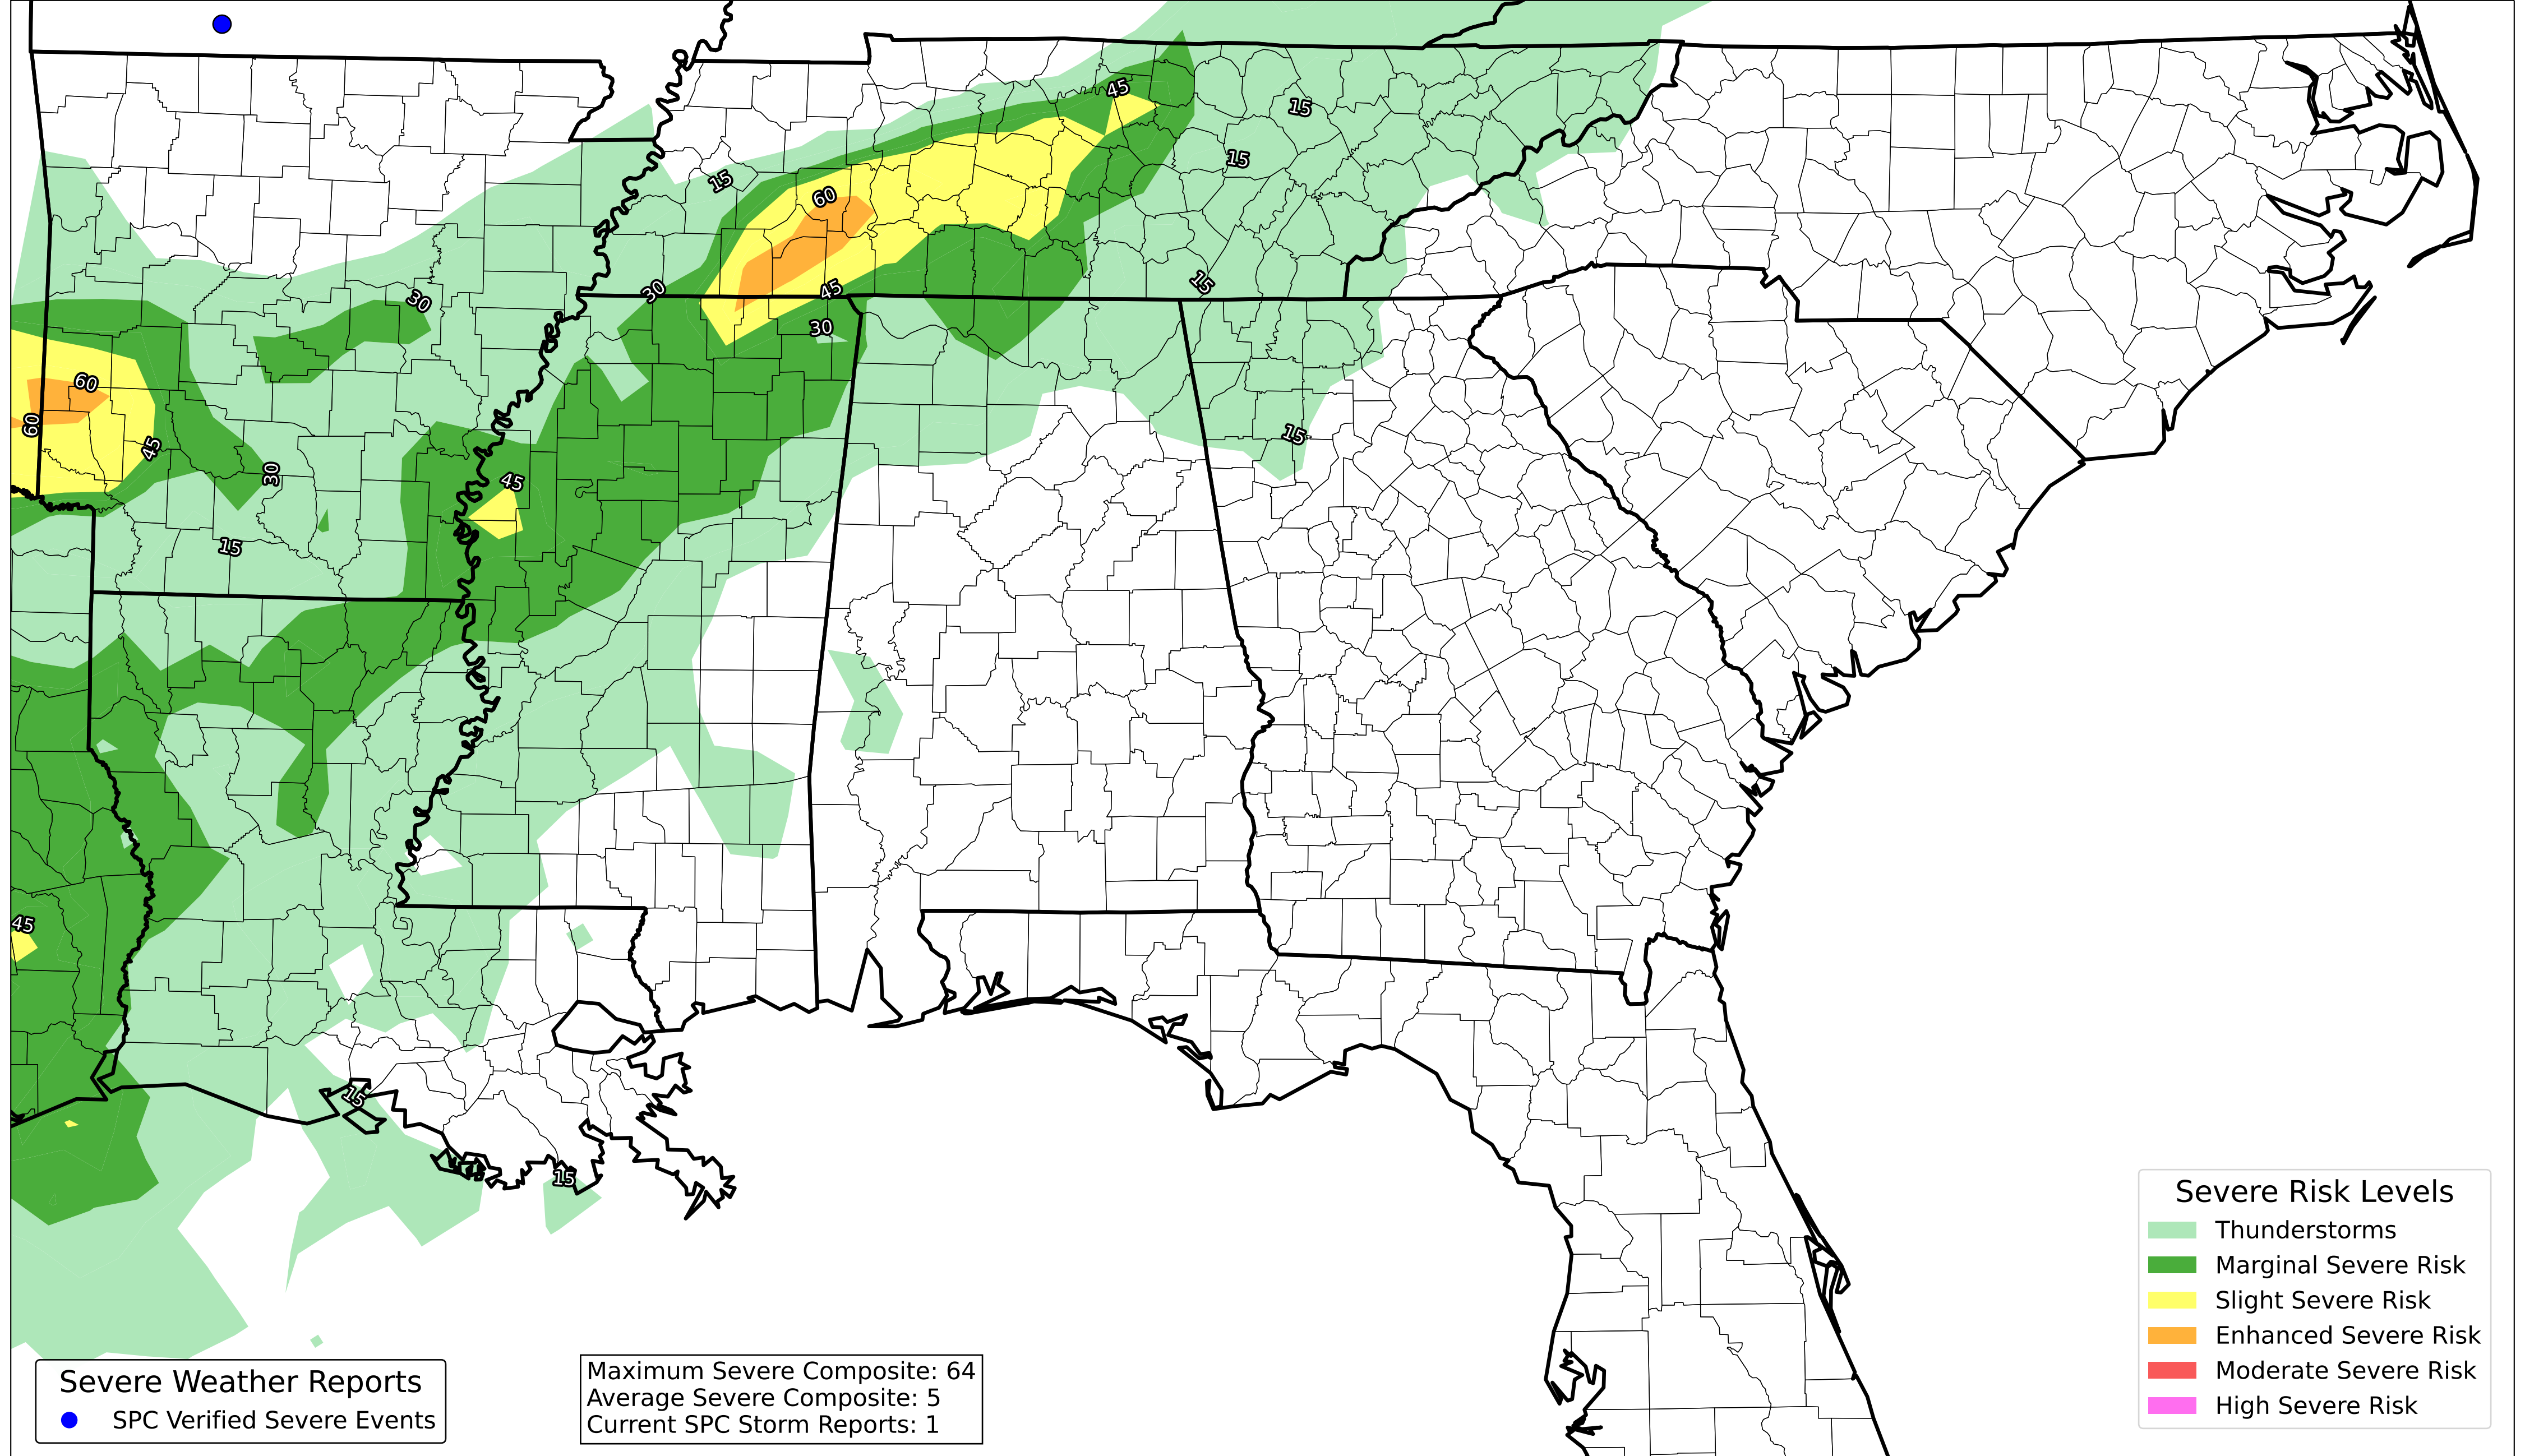 45
15
15
15
60
15
30
30
45
30
60
60
15
45
30
45
15
45
15
15
Severe Weather Reports
SPC Verified Severe Events
Maximum Severe Composite: 64
Average Severe Composite: 5
Current SPC Storm Reports: 1
Severe Risk Levels
Thunderstorms
Marginal Severe Risk
Slight Severe Risk
Enhanced Severe Risk
Moderate Severe Risk
High Severe Risk